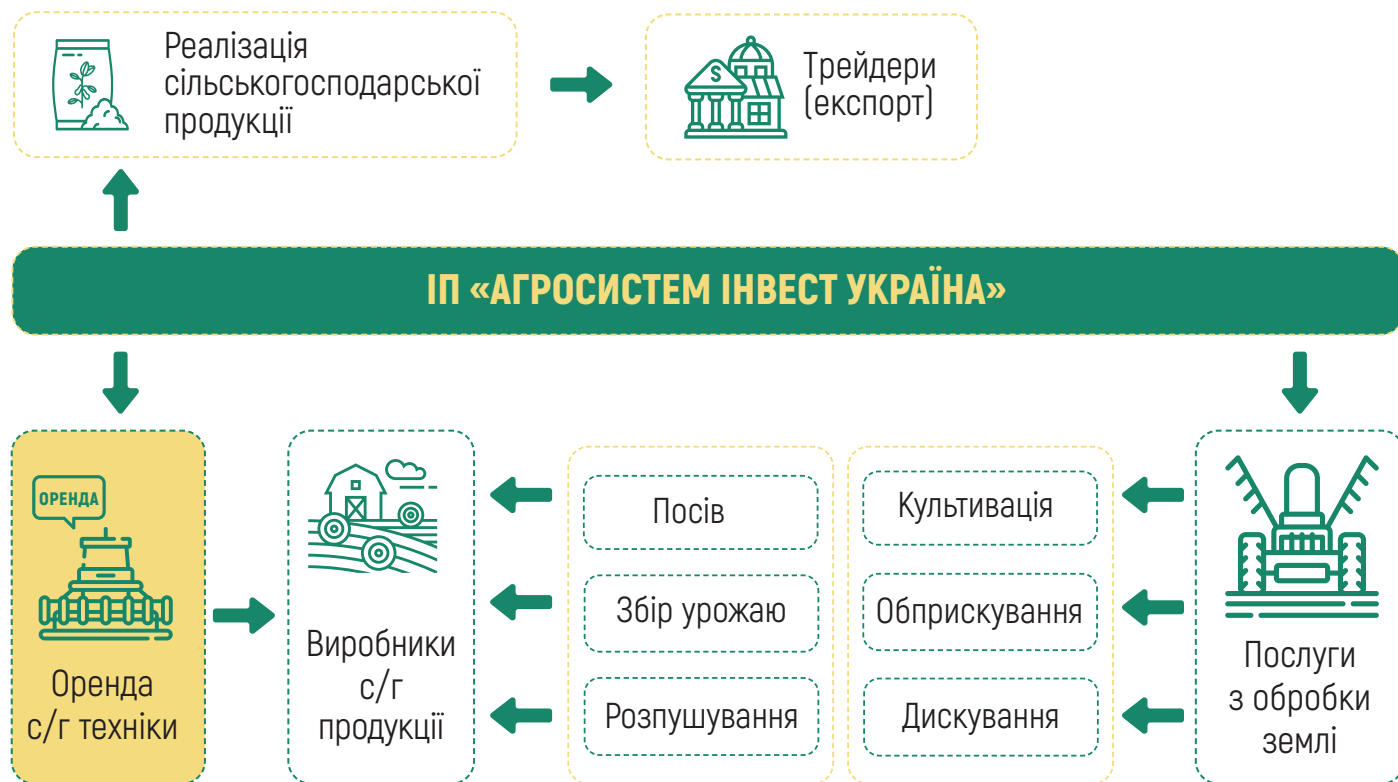 Реалізація
сільськогосподарської
продукції
Трейдери
(експорт)
ІП «АГРОСИСТЕМ ІНВЕСТ УКРАЇНА»
ОРЕНДА
Оренда
с/г техніки
Виробники
с/г
продукції
Посів
Збір урожаю
Розпушування
Культивація
Обприскування
Дискування
Послуги
з обробки
землі